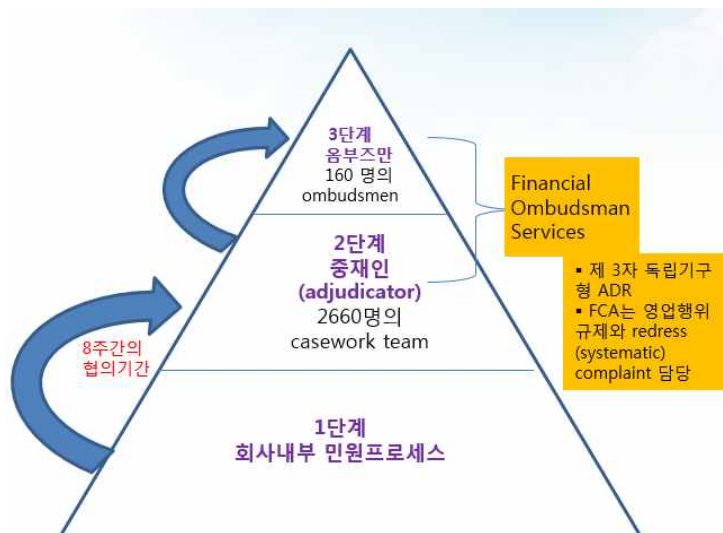 3단계
옴부즈만
160 명의
ombudsmen
Financial
Ombudsman
Services
2단계
중재인
(adjudicator)
2660명의
casework team
▪ 제 3자 독립기구
형 ADR
▪ FCA는 영업행위
규제와 redress
(systematic)
complaint 담당
8주간의
협의기간
1단계
회사내부 민원프로세스